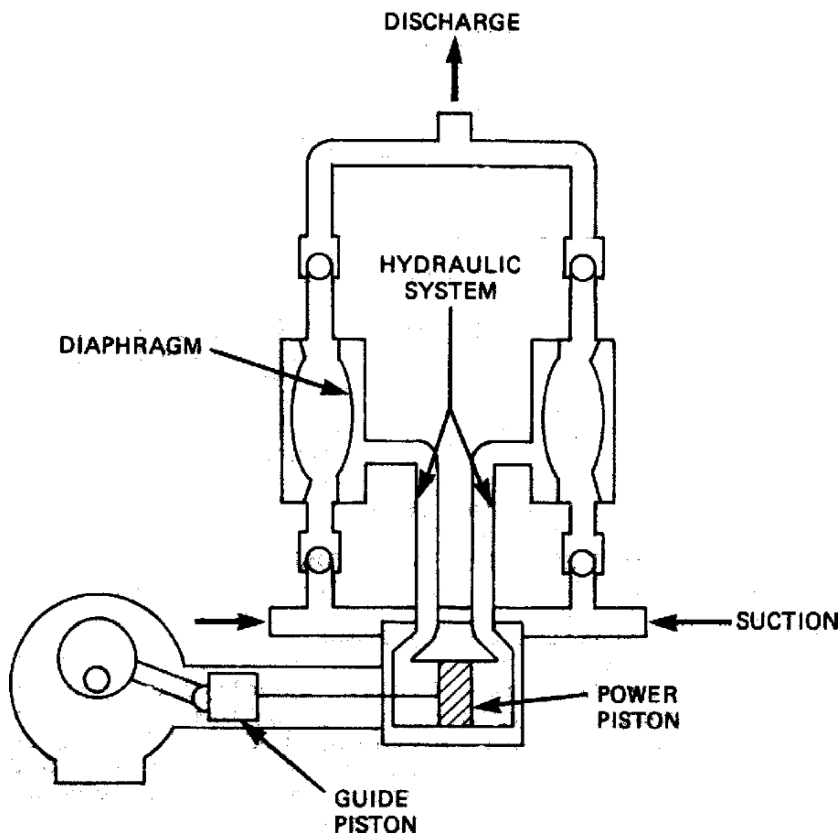 DISCHARGE
HYDRAULIC
SYSTEM
DIAPHRAGM
SUCTION
POWER
PISTON
GUIDE
PISTON